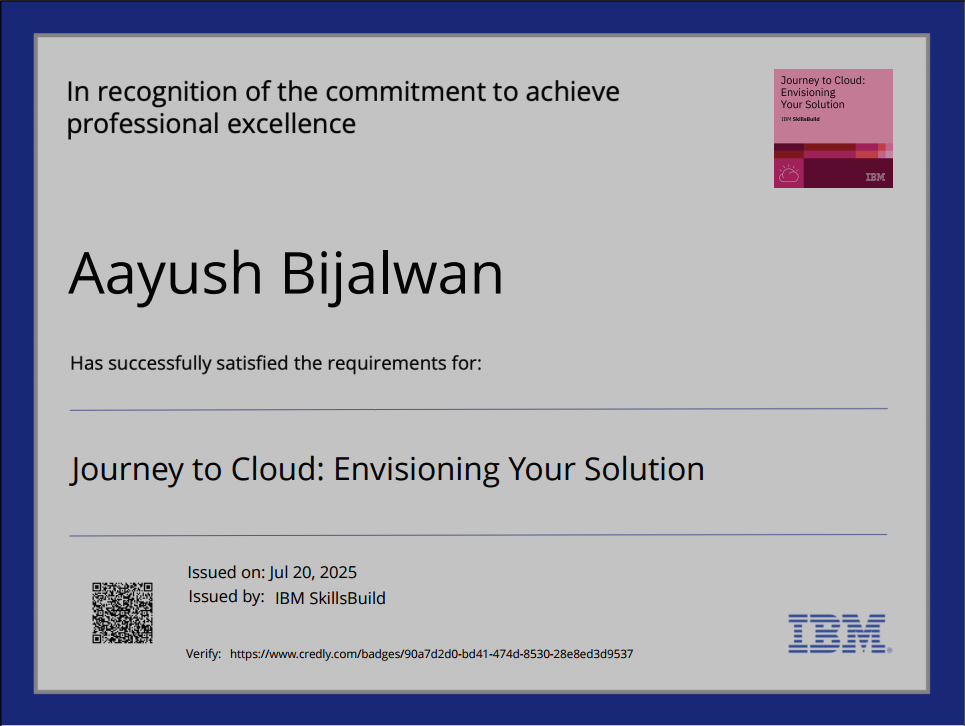 In recognition of the commitment to achieve
professional excellence
Journey to Cloud:
Envisioning
Your Solution
IBM SkillsBuild
IBM
Aayush Bijalwan
Has successfully satisfied the requirements for:
Journey to Cloud: Envisioning Your Solution
Issued on: Jul 20, 2025
Issued by: IBM SkillsBuild
Verify: https://www.credly.com/badges/90a7d2d0-bd41-474d-8530-28e8ed3d9537
IBM®